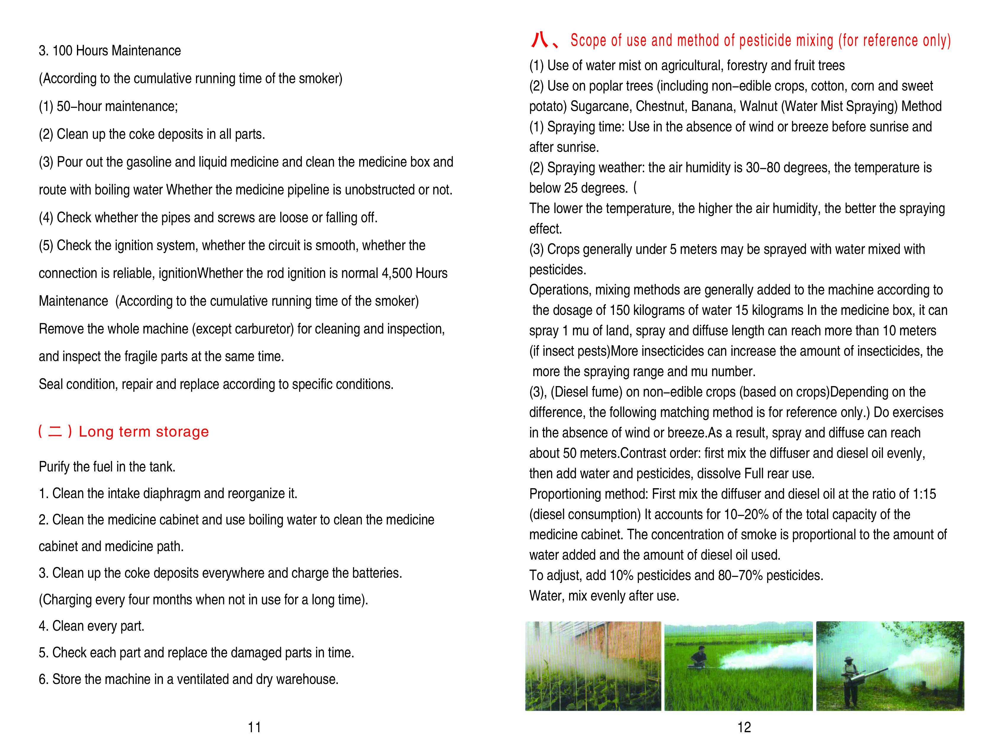 3. 100 Hours Maintenance
(According to the cumulative running time of the smoker)
(1) 50–hour maintenance;
(2) Clean up the coke deposits in all parts.
(3) Pour out the gasoline and liquid medicine and clean the medicine box and
route with boiling water Whether the medicine pipeline is unobstructed or not.
(4) Check whether the pipes and screws are loose or falling off.
(5) Check the ignition system, whether the circuit is smooth, whether the
connection is reliable, ignitionWhether the rod ignition is normal 4,500 Hours
Maintenance  (According to the cumulative running time of the smoker)
Remove the whole machine (except carburetor) for cleaning and inspection,
and inspect the fragile parts at the same time.
Seal condition, repair and replace according to specific conditions.
(二) Long term storage
Purify the fuel in the tank.
1. Clean the intake diaphragm and reorganize it.
2. Clean the medicine cabinet and use boiling water to clean the medicine
cabinet and medicine path.
3. Clean up the coke deposits everywhere and charge the batteries.
(Charging every four months when not in use for a long time).
4. Clean every part.
5. Check each part and replace the damaged parts in time.
6. Store the machine in a ventilated and dry warehouse.
11
八、Scope of use and method of pesticide mixing (for reference only)
(1) Use of water mist on agricultural, forestry and fruit trees
(2) Use on poplar trees (including non–edible crops, cotton, corn and sweet
potato) Sugarcane, Chestnut, Banana, Walnut (Water Mist Spraying) Method
(1) Spraying time: Use in the absence of wind or breeze before sunrise and
after sunrise.
(2) Spraying weather: the air humidity is 30–80 degrees, the temperature is
below 25 degrees. (
The lower the temperature, the higher the air humidity, the better the spraying
effect.
(3) Crops generally under 5 meters may be sprayed with water mixed with
pesticides.
Operations, mixing methods are generally added to the machine according to
the dosage of 150 kilograms of water 15 kilograms In the medicine box, it can
spray 1 mu of land, spray and diffuse length can reach more than 10 meters
(if insect pests)More insecticides can increase the amount of insecticides, the
more the spraying range and mu number.
(3), (Diesel fume) on non–edible crops (based on crops)Depending on the
difference, the following matching method is for reference only.) Do exercises
in the absence of wind or breeze.As a result, spray and diffuse can reach
about 50 meters.Contrast order: first mix the diffuser and diesel oil evenly,
then add water and pesticides, dissolve Full rear use.
Proportioning method: First mix the diffuser and diesel oil at the ratio of 1:15
(diesel consumption) It accounts for 10–20% of the total capacity of the
medicine cabinet. The concentration of smoke is proportional to the amount of
water added and the amount of diesel oil used.
To adjust, add 10% pesticides and 80–70% pesticides.
Water, mix evenly after use.
12